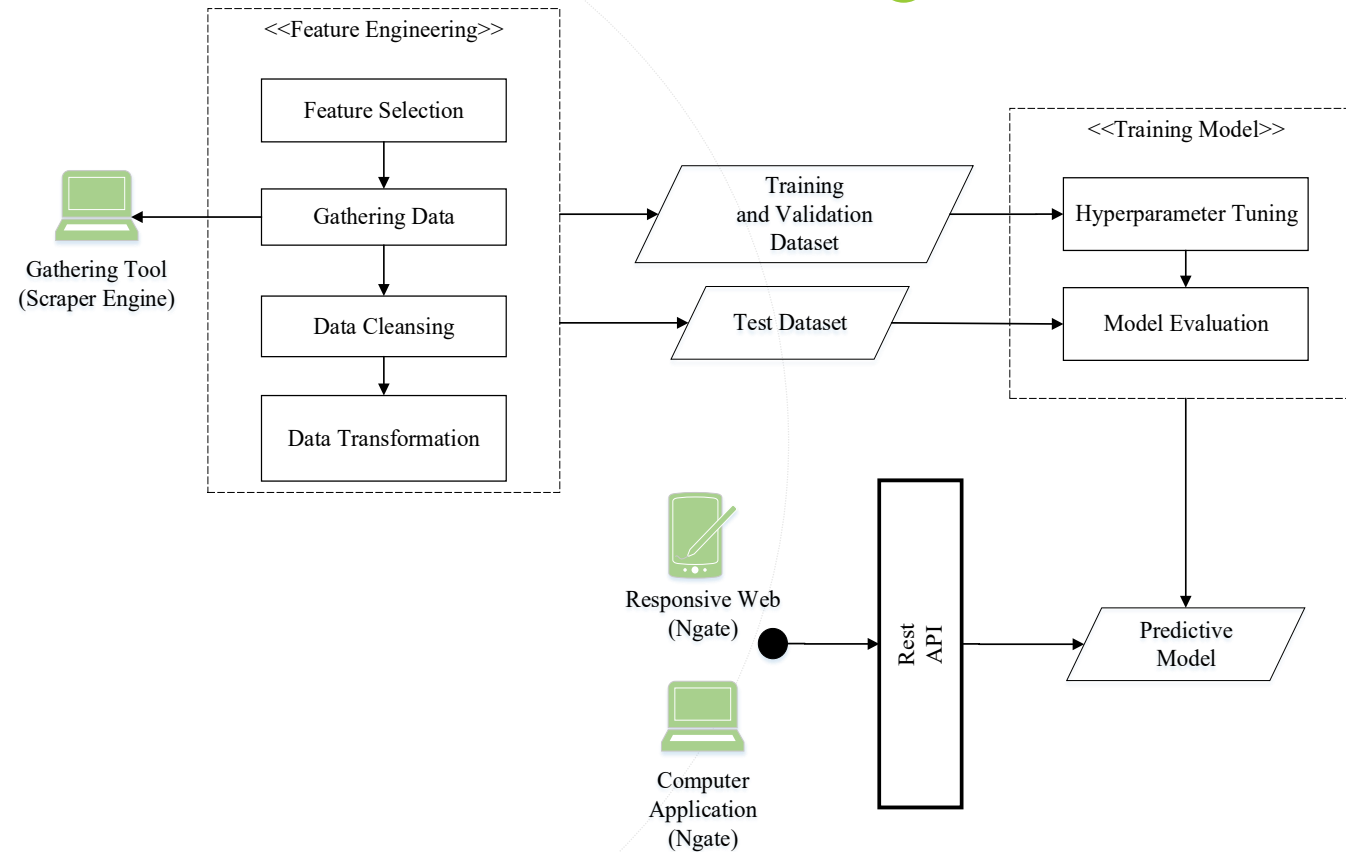 <<Feature Engineering>>
Feature Selection
Gathering Data
Data Cleansing
Data Transformation
Gathering Tool
(Scraper Engine)
Training
and Validation
Dataset
Test Dataset
<<Training Model>>
Hyperparameter Tuning
Model Evaluation
Responsive Web
(Ngate)
Computer
Application
(Ngate)
Rest
API
Predictive
Model